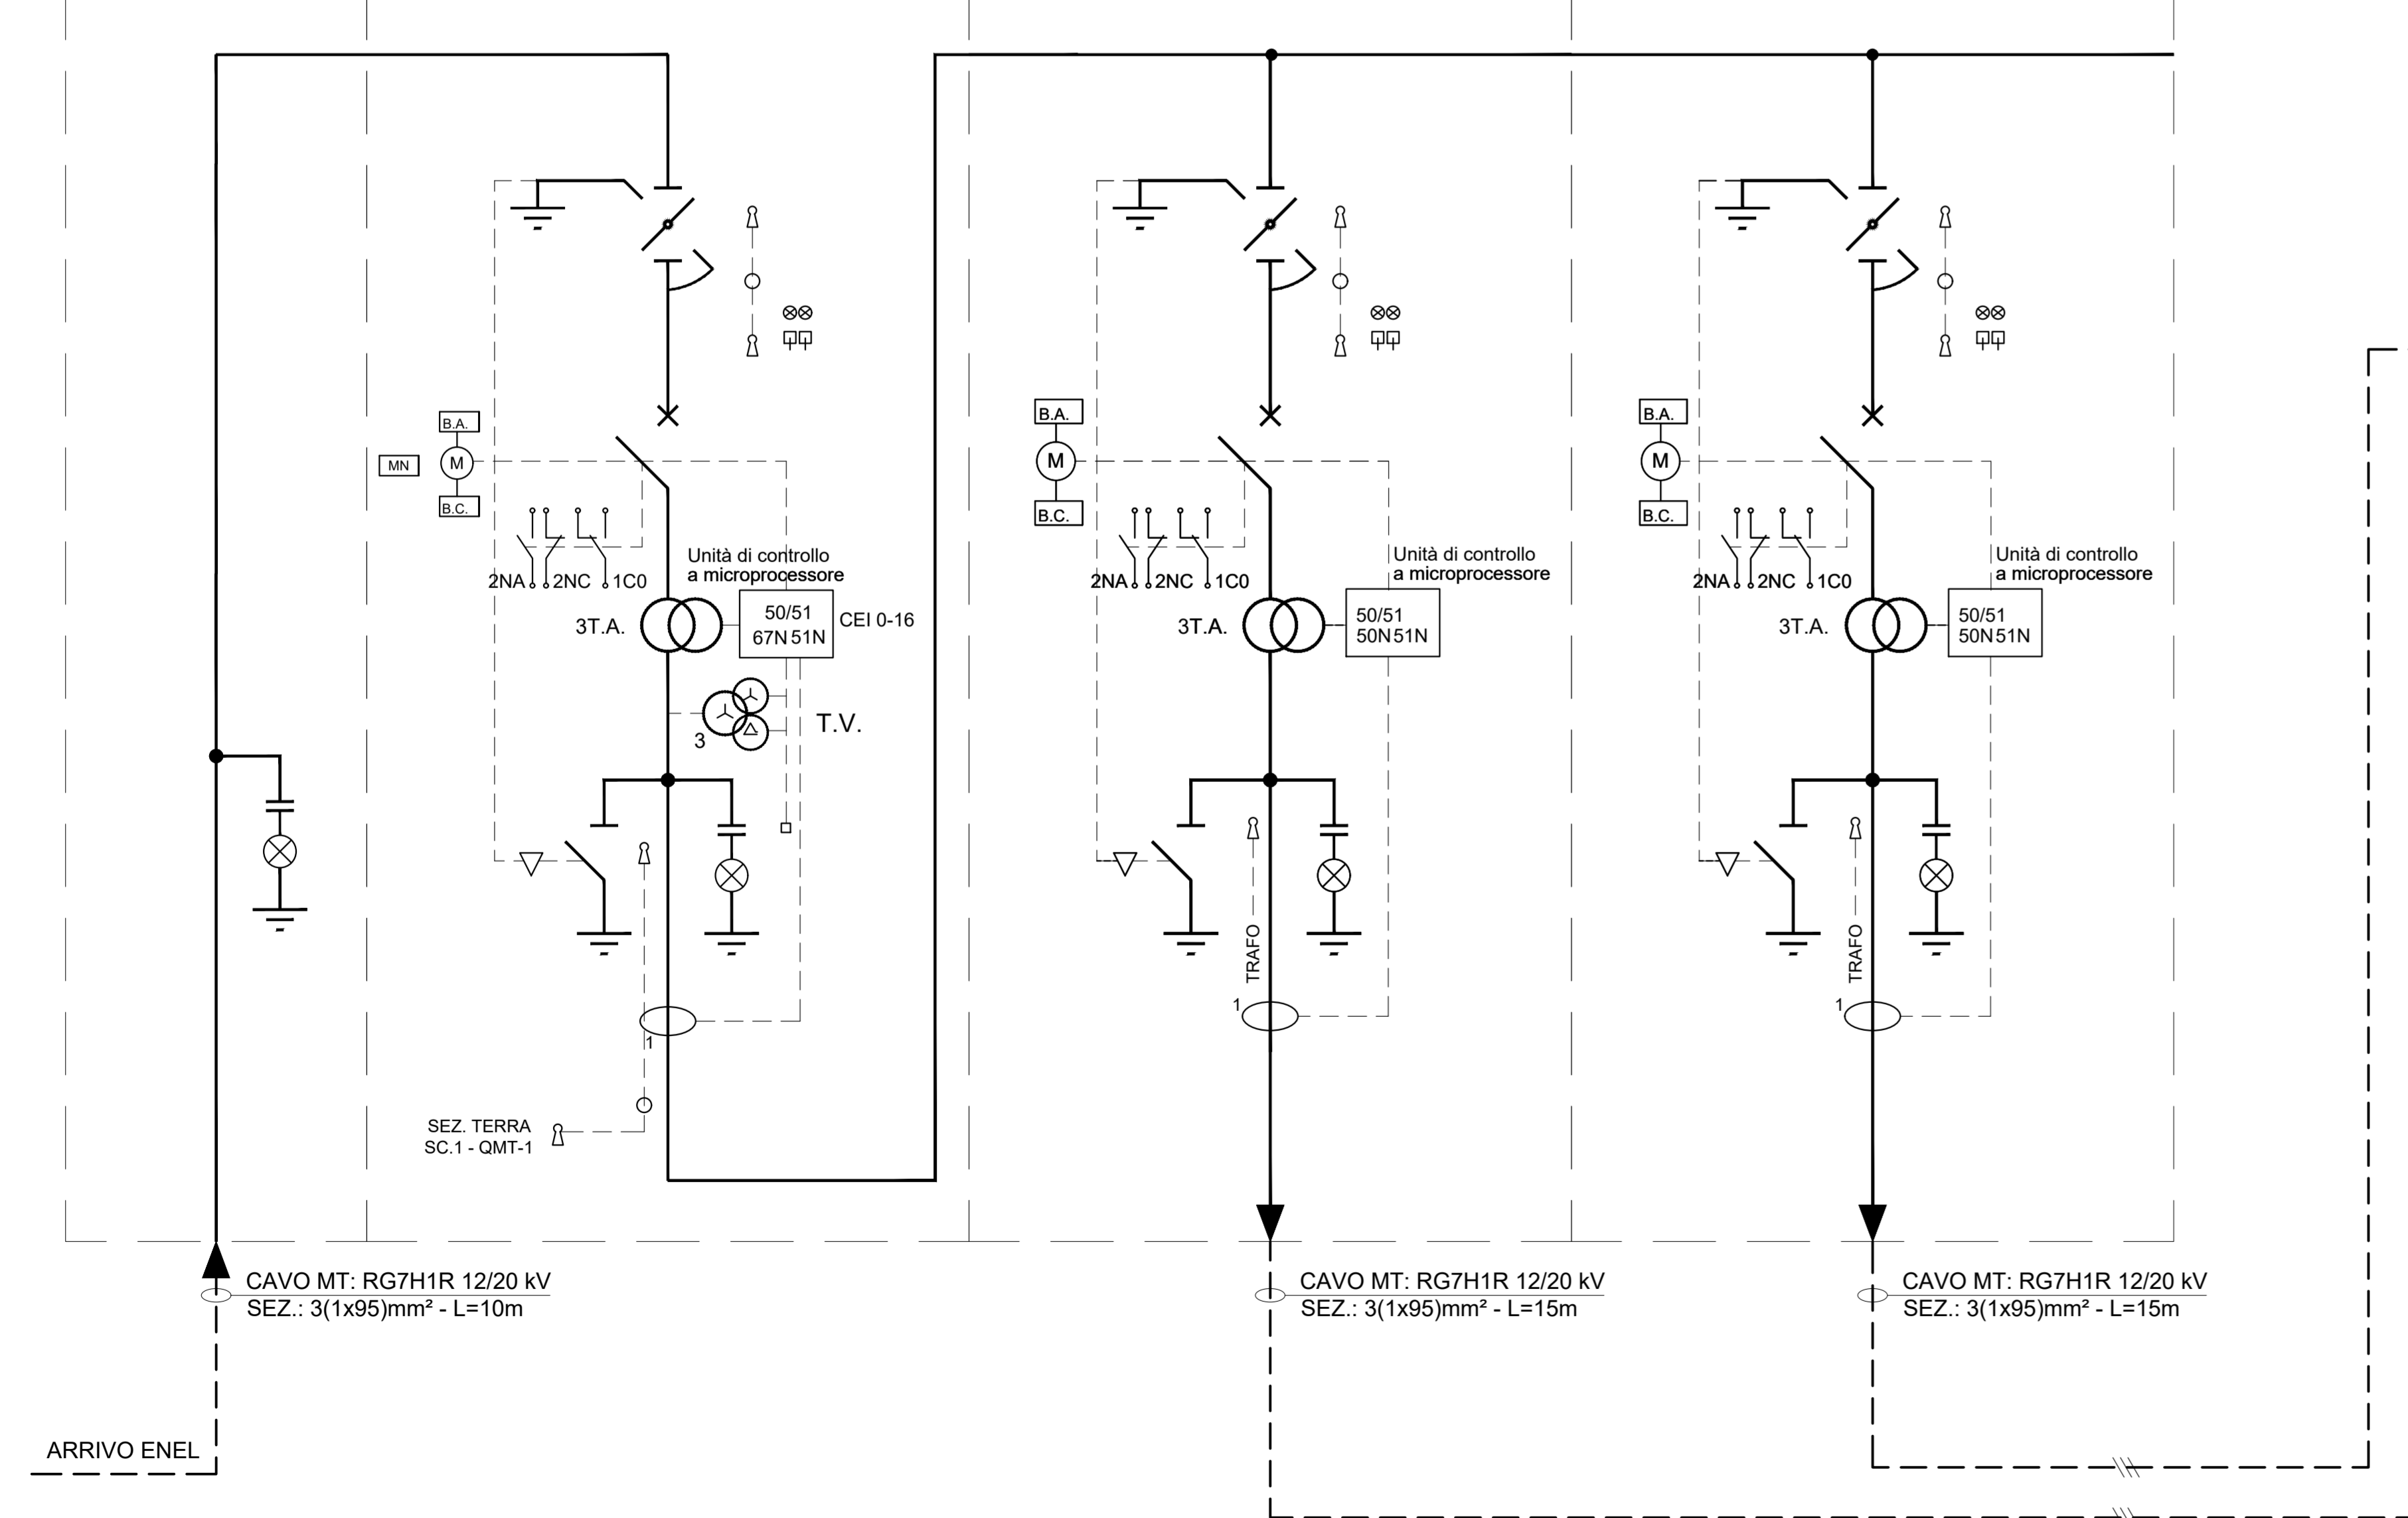 B.A.
MN
M
B.C.
2NA
2NC
1C0
Unità di controllo
a microprocessore
3T.A.
50/51
67N 51N
CEI 0-16
3
T.V.
1
SEZ. TERRA
SC.1 - QMT-1
B.A.
M
B.C.
2NA
2NC
1C0
Unità di controllo
a microprocessore
3T.A.
50/51
50N51N
TRAFO
1
B.A.
M
B.C.
2NA
2NC
1C0
Unità di controllo
a microprocessore
3T.A.
50/51
50N51N
TRAFO
1
CAVO MT: RG7H1R 12/20 kV
SEZ.: 3(1x95)mm² - L=10m
CAVO MT: RG7H1R 12/20 kV
SEZ.: 3(1x95)mm² - L=15m
CAVO MT: RG7H1R 12/20 kV
SEZ.: 3(1x95)mm² - L=15m
ARRIVO ENEL